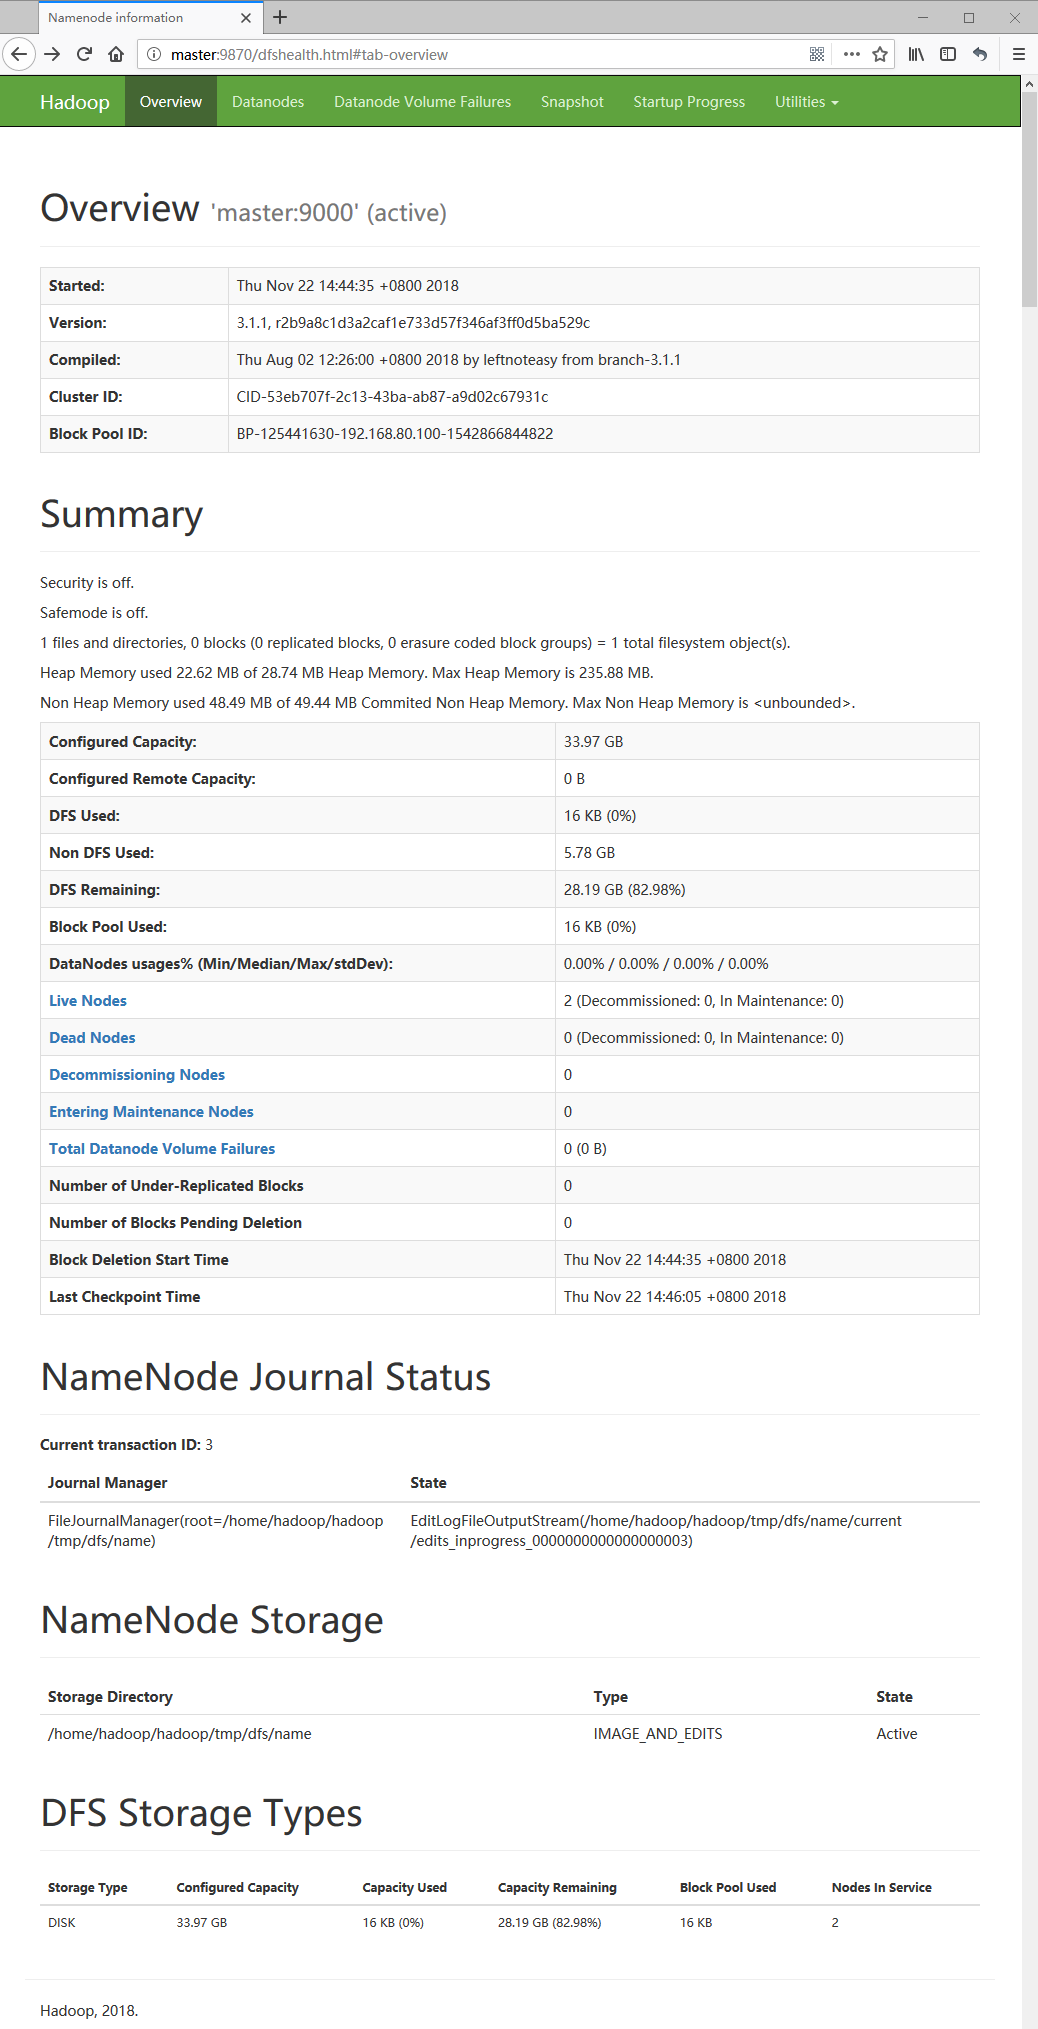 Namenode information
master:9870/dfshealth.html#tab-overview
Hadoop Overview Datanodes Datanode Volume Failures Snapshot Startup Progress Utilities
Overview 'master:9000' (active)
Started: Thu Nov 22 14:44:35 +0800 2018
Version: 3.1.1, r2b9a8c1d3a2caf1e733d57f346af3ff0d5ba529c
Compiled: Thu Aug 02 12:26:00 +0800 2018 by leftnoteasy from branch-3.1.1
Cluster ID: CID-53eb707f-2c13-43ba-ab87-a9d02c67931c
Block Pool ID: BP-125441630-192.168.80.100-1542866844822
Summary
Security is off.
Safemode is off.
1 files and directories, 0 blocks (0 replicated blocks, 0 erasure coded block groups) = 1 total filesystem object(s).
Heap Memory used 22.62 MB of 28.74 MB Heap Memory. Max Heap Memory is 235.88 MB.
Non Heap Memory used 48.49 MB of 49.44 MB Commited Non Heap Memory. Max Non Heap Memory is <unbounded>.
Configured Capacity: 33.97 GB
Configured Remote Capacity: 0 B
DFS Used: 16 KB (0%)
Non DFS Used: 5.78 GB
DFS Remaining: 28.19 GB (82.98%)
Block Pool Used: 16 KB (0%)
DataNodes usages% (Min/Median/Max/stdDev): 0.00% / 0.00% / 0.00% / 0.00%
Live Nodes 2 (Decommissioned: 0, In Maintenance: 0)
Dead Nodes 0 (Decommissioned: 0, In Maintenance: 0)
Decommissioning Nodes 0
Entering Maintenance Nodes 0
Total Datanode Volume Failures 0 (0 B)
Number of Under-Replicated Blocks 0
Number of Blocks Pending Deletion 0
Block Deletion Start Time Thu Nov 22 14:44:35 +0800 2018
Last Checkpoint Time Thu Nov 22 14:46:05 +0800 2018
NameNode Journal Status
Current transaction ID: 3
Journal Manager State
FileJournalManager(root=/home/hadoop/hadoop EditLogFileOutputStream(/home/hadoop/hadoop/tmp/dfs/name/current
/tmp/dfs/name) /edits_inprogress_0000000000000000003)
NameNode Storage
Storage Directory Type State
/home/hadoop/hadoop/tmp/dfs/name IMAGE_AND_EDITS Active
DFS Storage Types
Storage Type Configured Capacity Capacity Used Capacity Remaining Block Pool Used Nodes In Service
DISK 33.97 GB 16 KB (0%) 28.19 GB (82.98%) 16 KB 2
Hadoop, 2018.